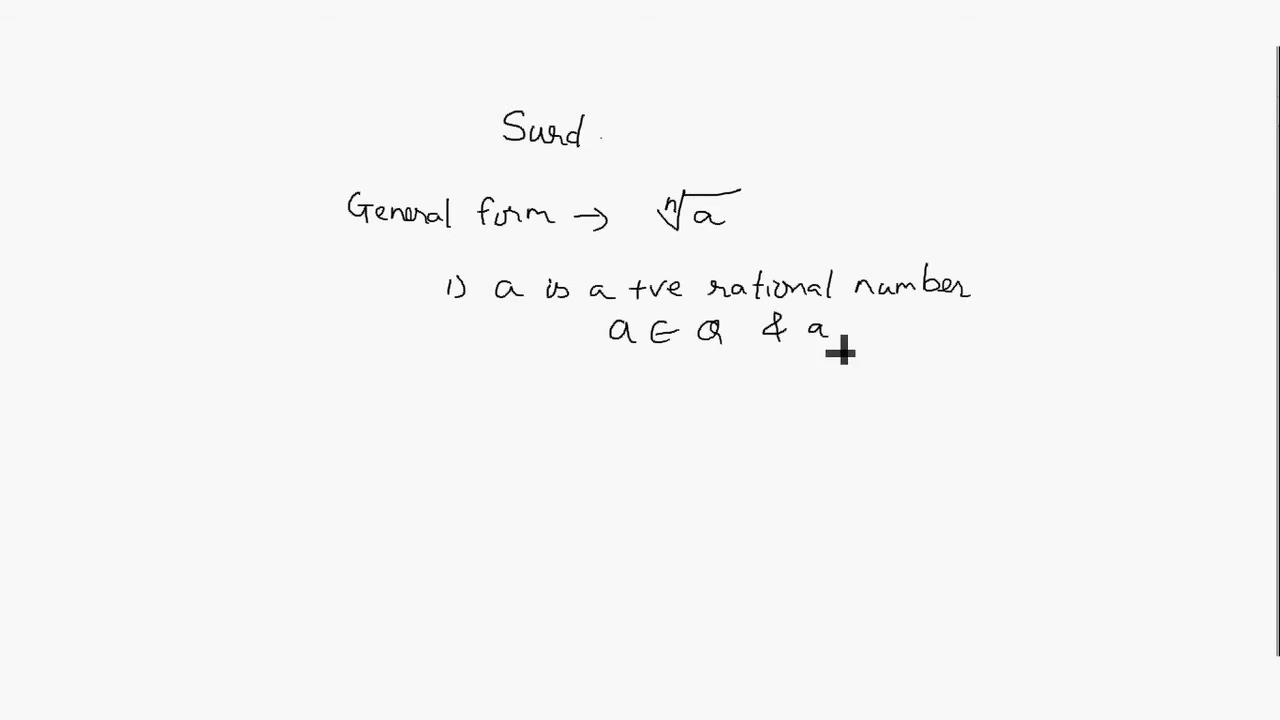 Surd
General form → ⁿ√a
1) a is a +ve rational number
a ∈ Q & a